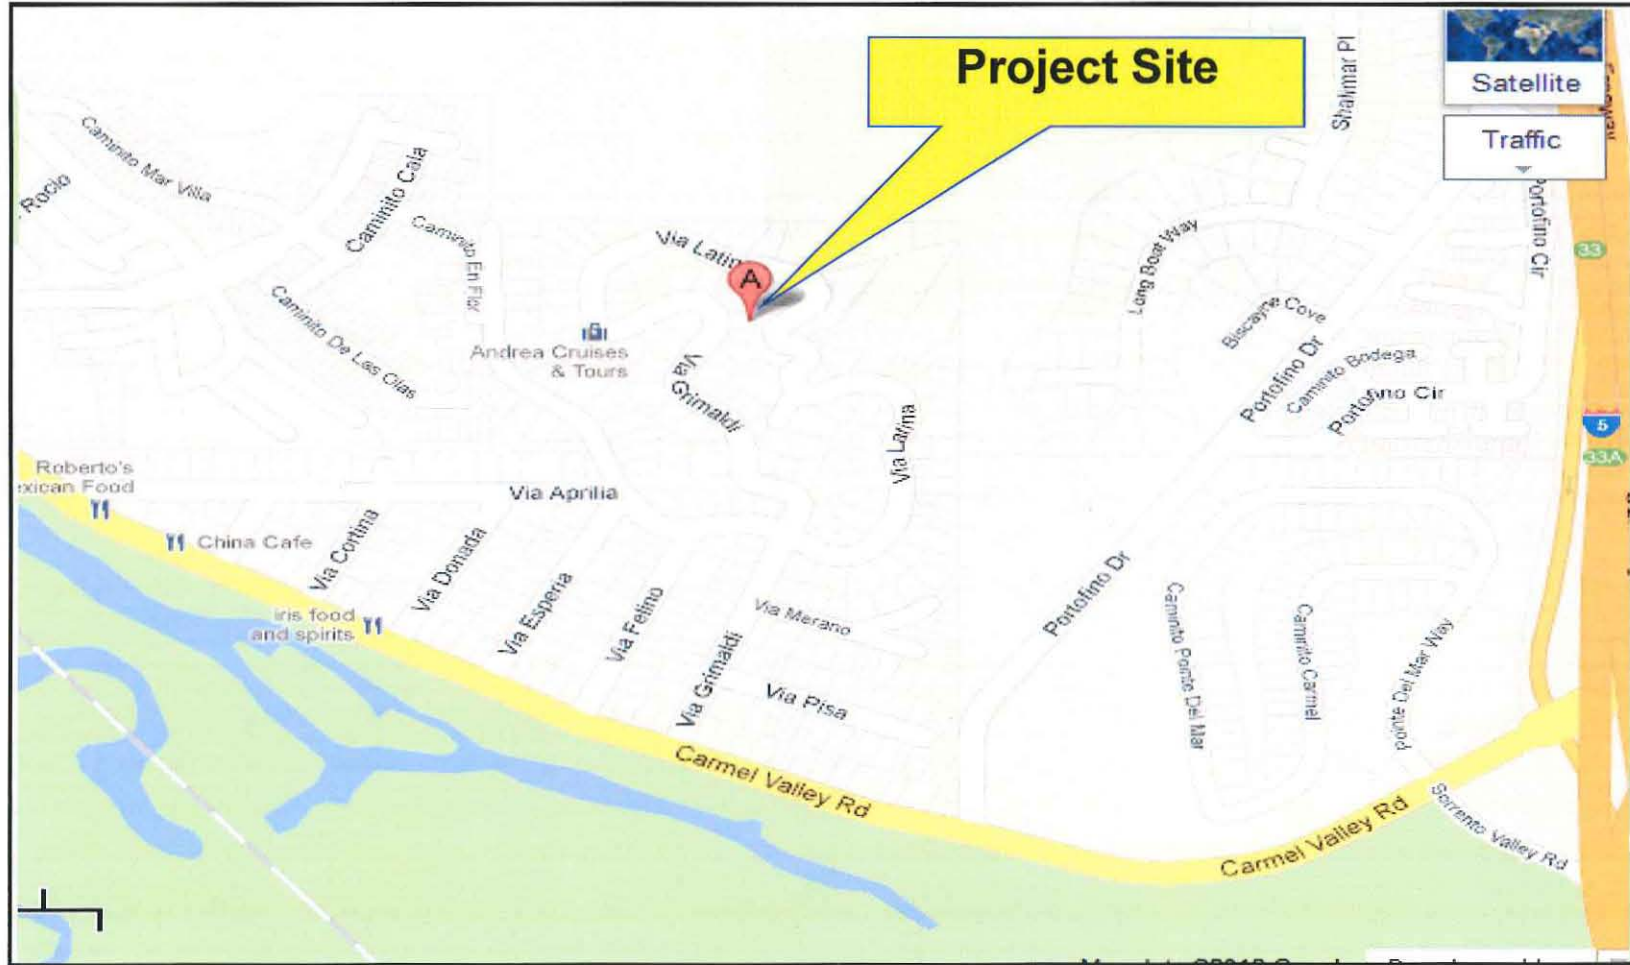 Project Site
Shalimar Pl
Satellite
Traffic
Caminito Mar Villa
Rocio
Caminito Cala
Caminito En Flor
Via Latina
A
Long Boat Way
Portofino Cir
33
Caminito De Las Olas
Andrea Cruises
& Tours
Via Grimaldi
Biscayne Cove
Portofino Dr
Caminito Bodega
Portofino Cir
5
33A
Via Latina
Roberto's
exican Food
Via Aprilia
China Cafe
Via Cortina
Via Donada
Iris food
and spirits
Via Esperia
Via Felino
Via Grimaldi
Via Merano
Via Pisa
Portofino Dr
Caminito Pointe Del Mar
Caminito Carmel
Pointe Del Mar Way
Carmel Valley Rd
Carmel Valley Rd
Sorrento Valley Rd